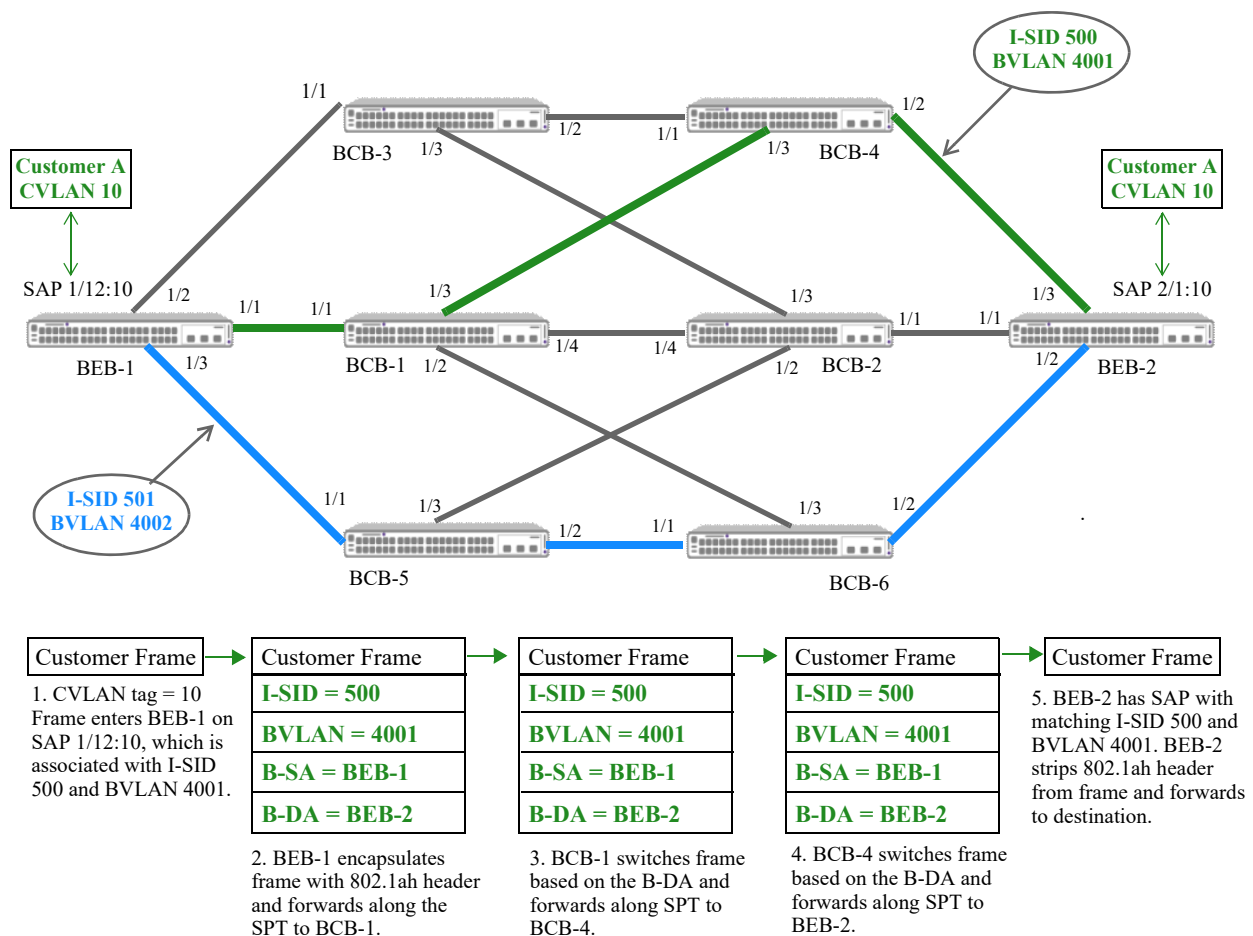 I-SID 500
BVLAN 4001
1/1
1/2
1/2
1/1
1/3
1/3
BCB-3
BCB-4
Customer A
CVLAN 10
Customer A
CVLAN 10
SAP 1/12:10
SAP 2/1:10
1/2
1/3
1/3
1/3
1/1
1/1
1/1
1/1
1/4
1/4
BEB-1
1/3
BCB-1
1/2
1/2
BCB-2
1/2
BEB-2
I-SID 501
BVLAN 4002
1/1
1/3
1/3
1/2
1/2
1/1
.
BCB-5
BCB-6
Customer Frame
Customer Frame
I-SID = 500
BVLAN = 4001
B-SA = BEB-1
B-DA = BEB-2
Customer Frame
I-SID = 500
BVLAN = 4001
B-SA = BEB-1
B-DA = BEB-2
Customer Frame
I-SID = 500
BVLAN = 4001
B-SA = BEB-1
B-DA = BEB-2
Customer Frame
1. CVLAN tag = 10
Frame enters BEB-1 on
SAP 1/12:10, which is
associated with I-SID
500 and BVLAN 4001.
2. BEB-1 encapsulates
frame with 802.1ah header
and forwards along the
SPT to BCB-1.
3. BCB-1 switches frame
based on the B-DA and
forwards along SPT to
BCB-4.
4. BCB-4 switches frame
based on the B-DA and
forwards along SPT to
BEB-2.
5. BEB-2 has SAP with
matching I-SID 500 and
BVLAN 4001. BEB-2
strips 802.1ah header
from frame and forwards
to destination.